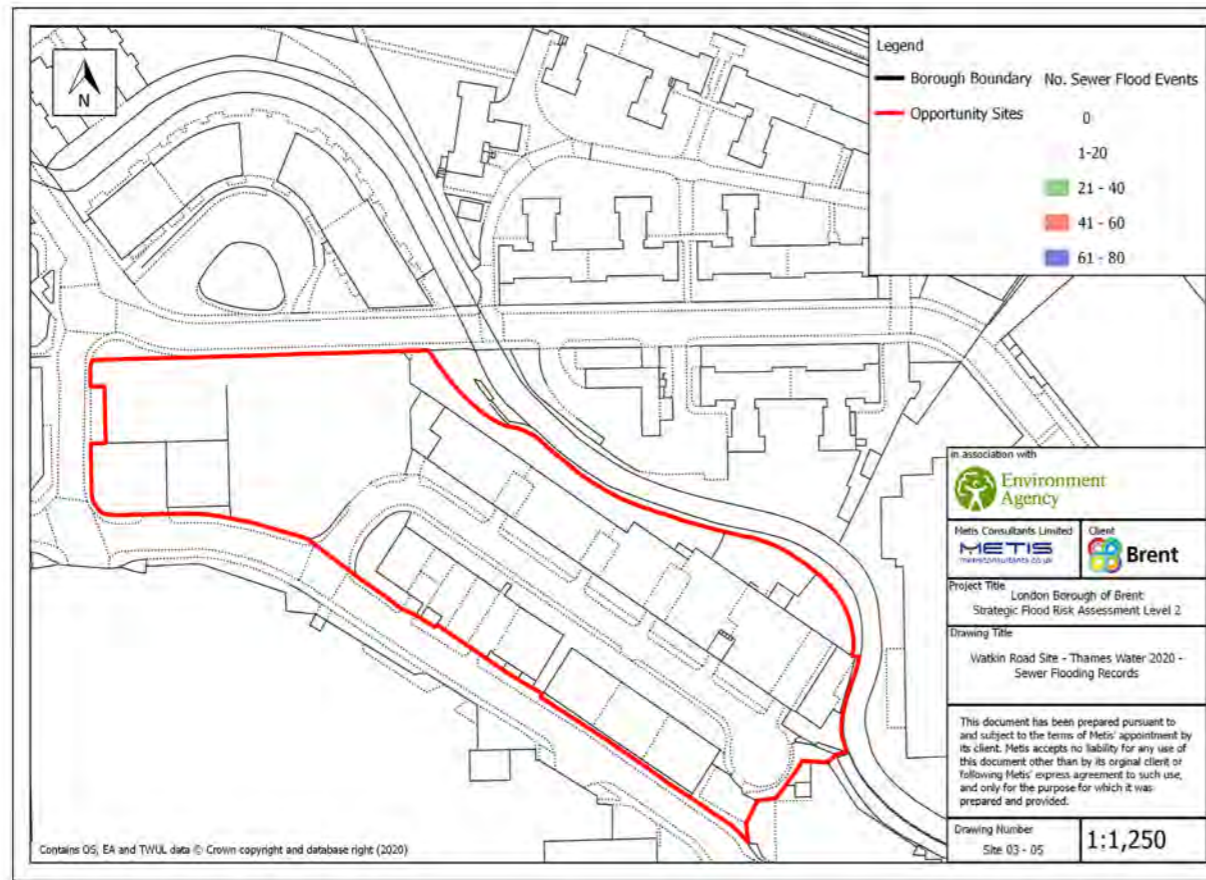 N
Legend
Borough Boundary
Opportunity Sites
No. Sewer Flood Events
0
1-20
21 - 40
41 - 60
61 - 80
in association with
Environment
Agency
Metis Consultants Limited
METIS
metisconsultants.co.uk
Client
Brent
Project Title
London Borough of Brent
Strategic Flood Risk Assessment Level 2
Drawing Title
Watkin Road Site - Thames Water 2020 -
Sewer Flooding Records
This document has been prepared pursuant to
and subject to the terms of Metis' appointment by
its client. Metis accepts no liability for any use of
this document other than by its orginal client or
following Metis' express agreement to such use,
and only for the purpose for which it was
prepared and provided.
Drawing Number
Site 03 - 05
1:1,250
Contains OS, EA and TWUL data © Crown copyright and database right (2020)